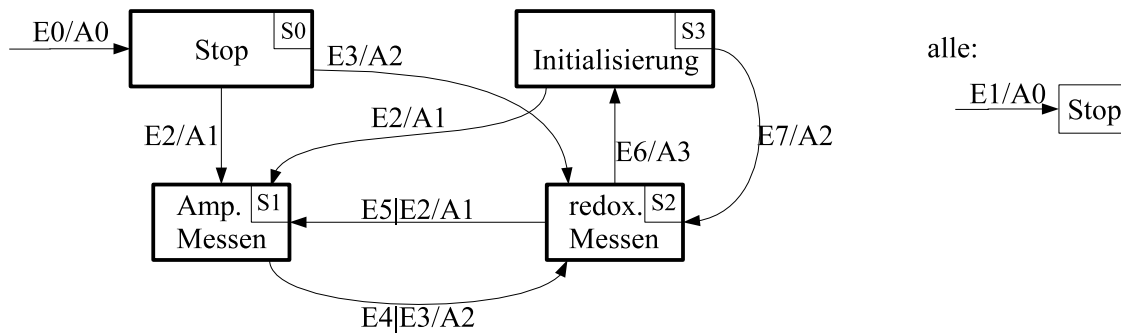 E0/A0
Stop
S0
E3/A2
Initialisierung
S3
alle:
E1/A0
Stop
E2/A1
E2/A1
E6/A3
E7/A2
Amp.
Messen
S1
E5|E2/A1
redox.
Messen
S2
E4|E3/A2